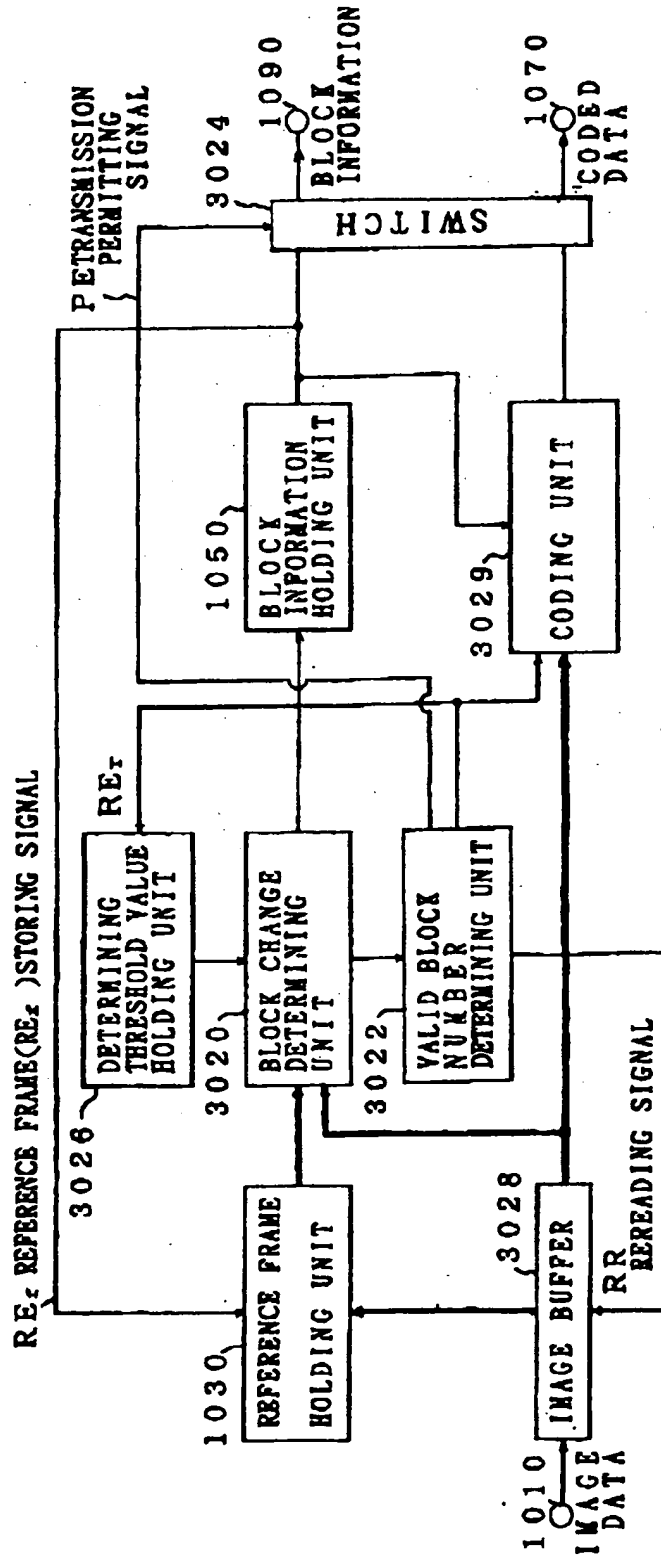 REr REFERENCE FRAME(REr )STORING SIGNAL
PETRANSMISSION
PERMITTING
SIGNAL
3026
DETERMINING
THRESHOLD VALUE
HOLDING UNIT
REr
3024
1030
REFERENCE FRAME
HOLDING UNIT
3020
BLOCK CHANGE
DETERMINING
UNIT
1050
BLOCK
INFORMATION
HOLDING UNIT
SWITCH
1090
BLOCK
INFORMATION
3022
VALID BLOCK
NUMBER
DETERMINING UNIT
1010
IMAGE
DATA
3028
IMAGE BUFFER
3029
CODING UNIT
1070
CODED
DATA
RR
REREADING SIGNAL